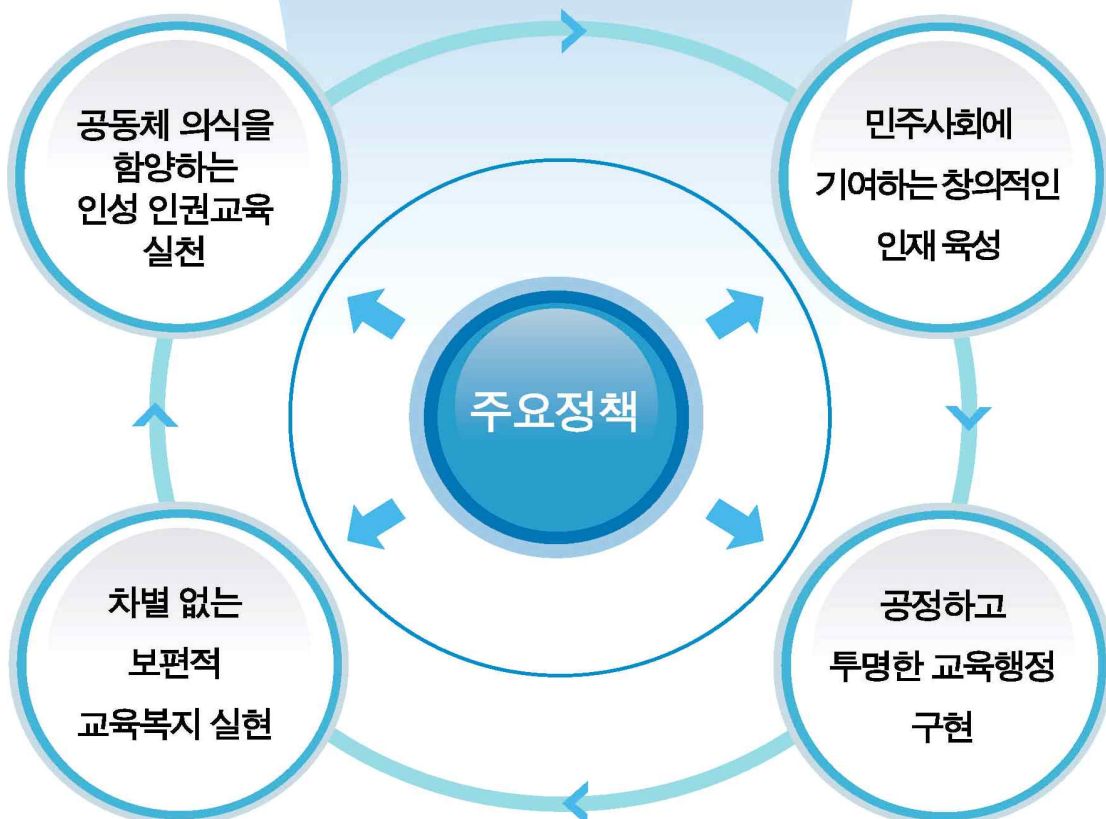 공동체 의식을
함양하는
인성 인권교육
실천
민주사회에
기여하는 창의적인
인재 육성
주요정책
차별 없는
보편적
교육복지 실현
공정하고
투명한 교육행정
구현